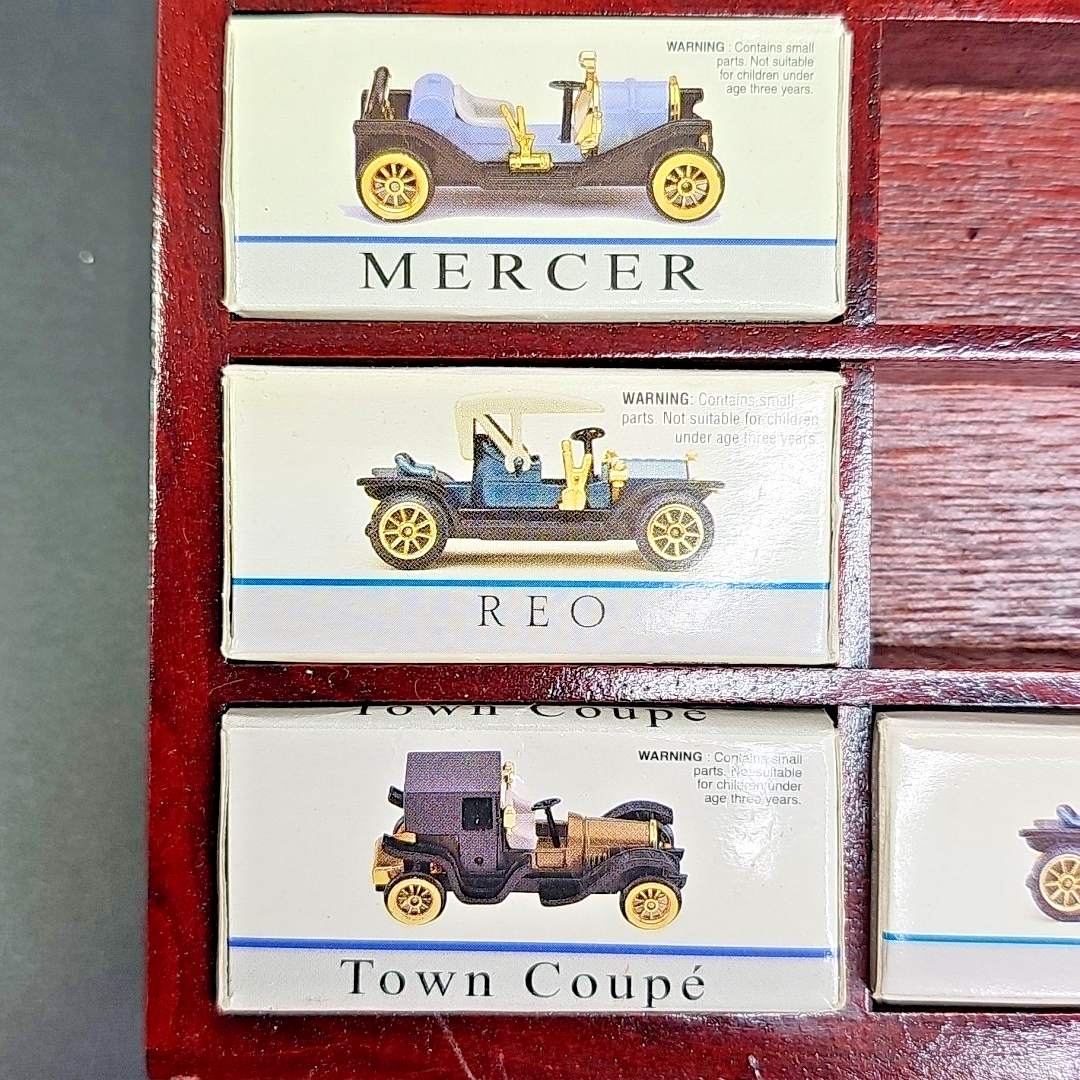 WARNING : Contains small
parts. Not suitable
for children under
age three years.
MERCER
WARNING: Contains small
parts. Not suitable for children
under age three years.
REO
Town Coupé
WARNING : Contains small
parts. Not suitable
for children under
age three years.
Town Coupé